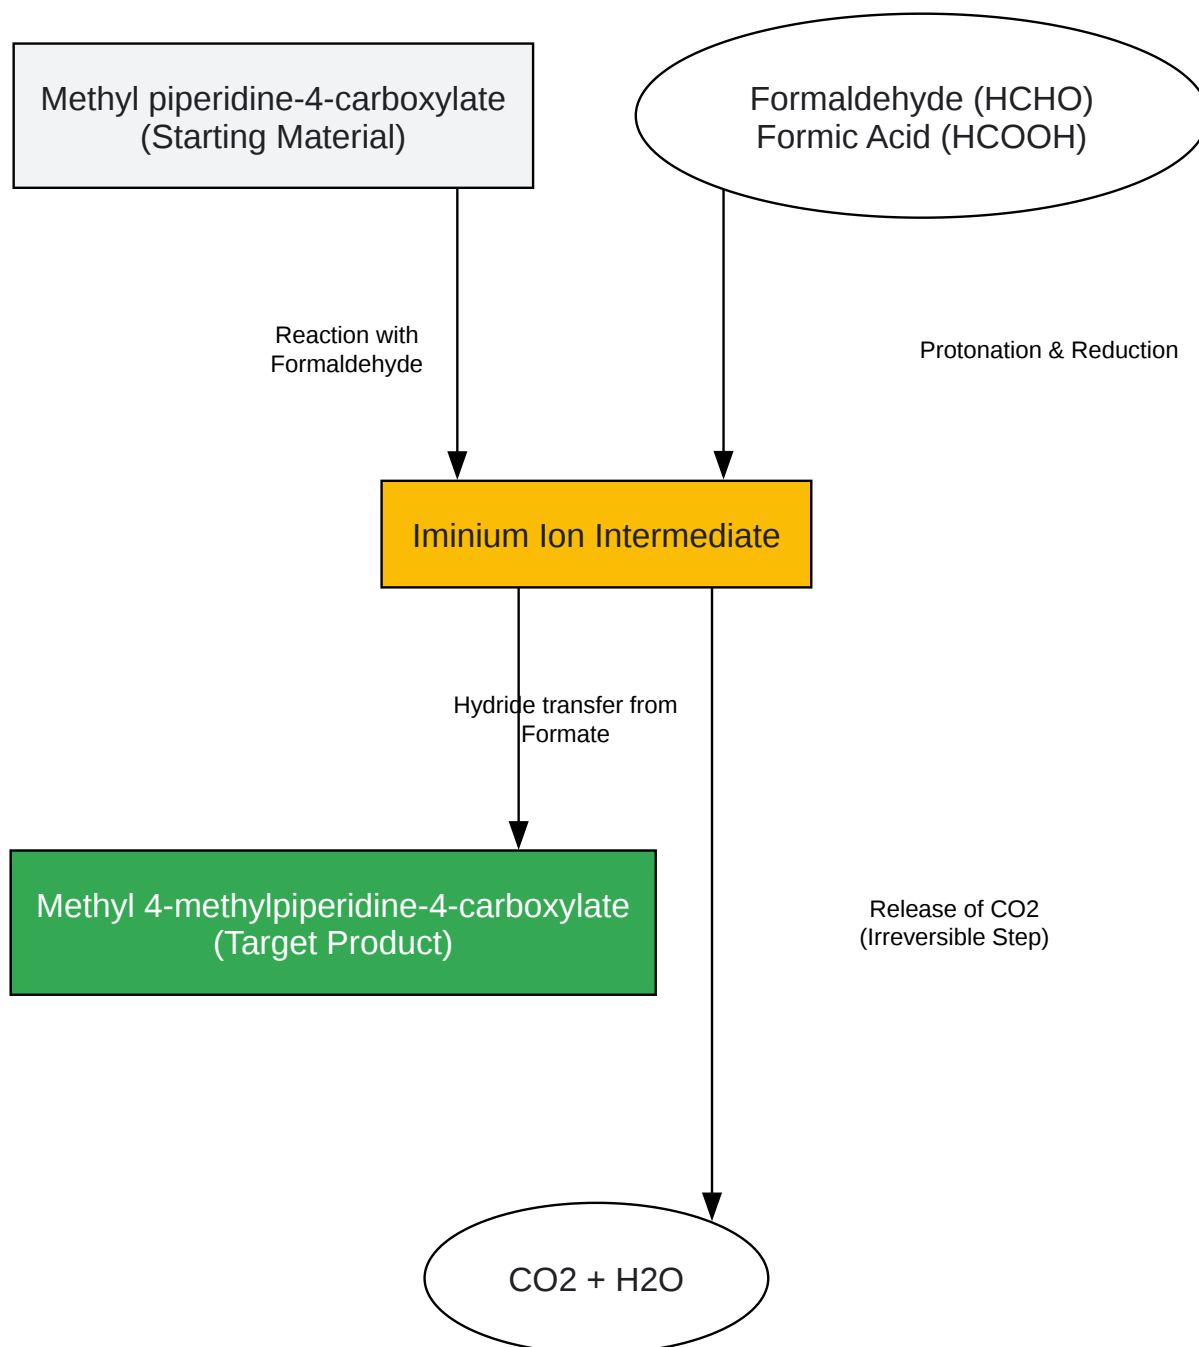 Methyl piperidine-4-carboxylate
(Starting Material)
Formaldehyde (HCHO)
Formic Acid (HCOOH)
Reaction with
Formaldehyde
Protonation & Reduction
Iminium Ion Intermediate
Hydride transfer from
Formate
Methyl 4-methylpiperidine-4-carboxylate
(Target Product)
Release of CO2
(Irreversible Step)
CO2 + H2O